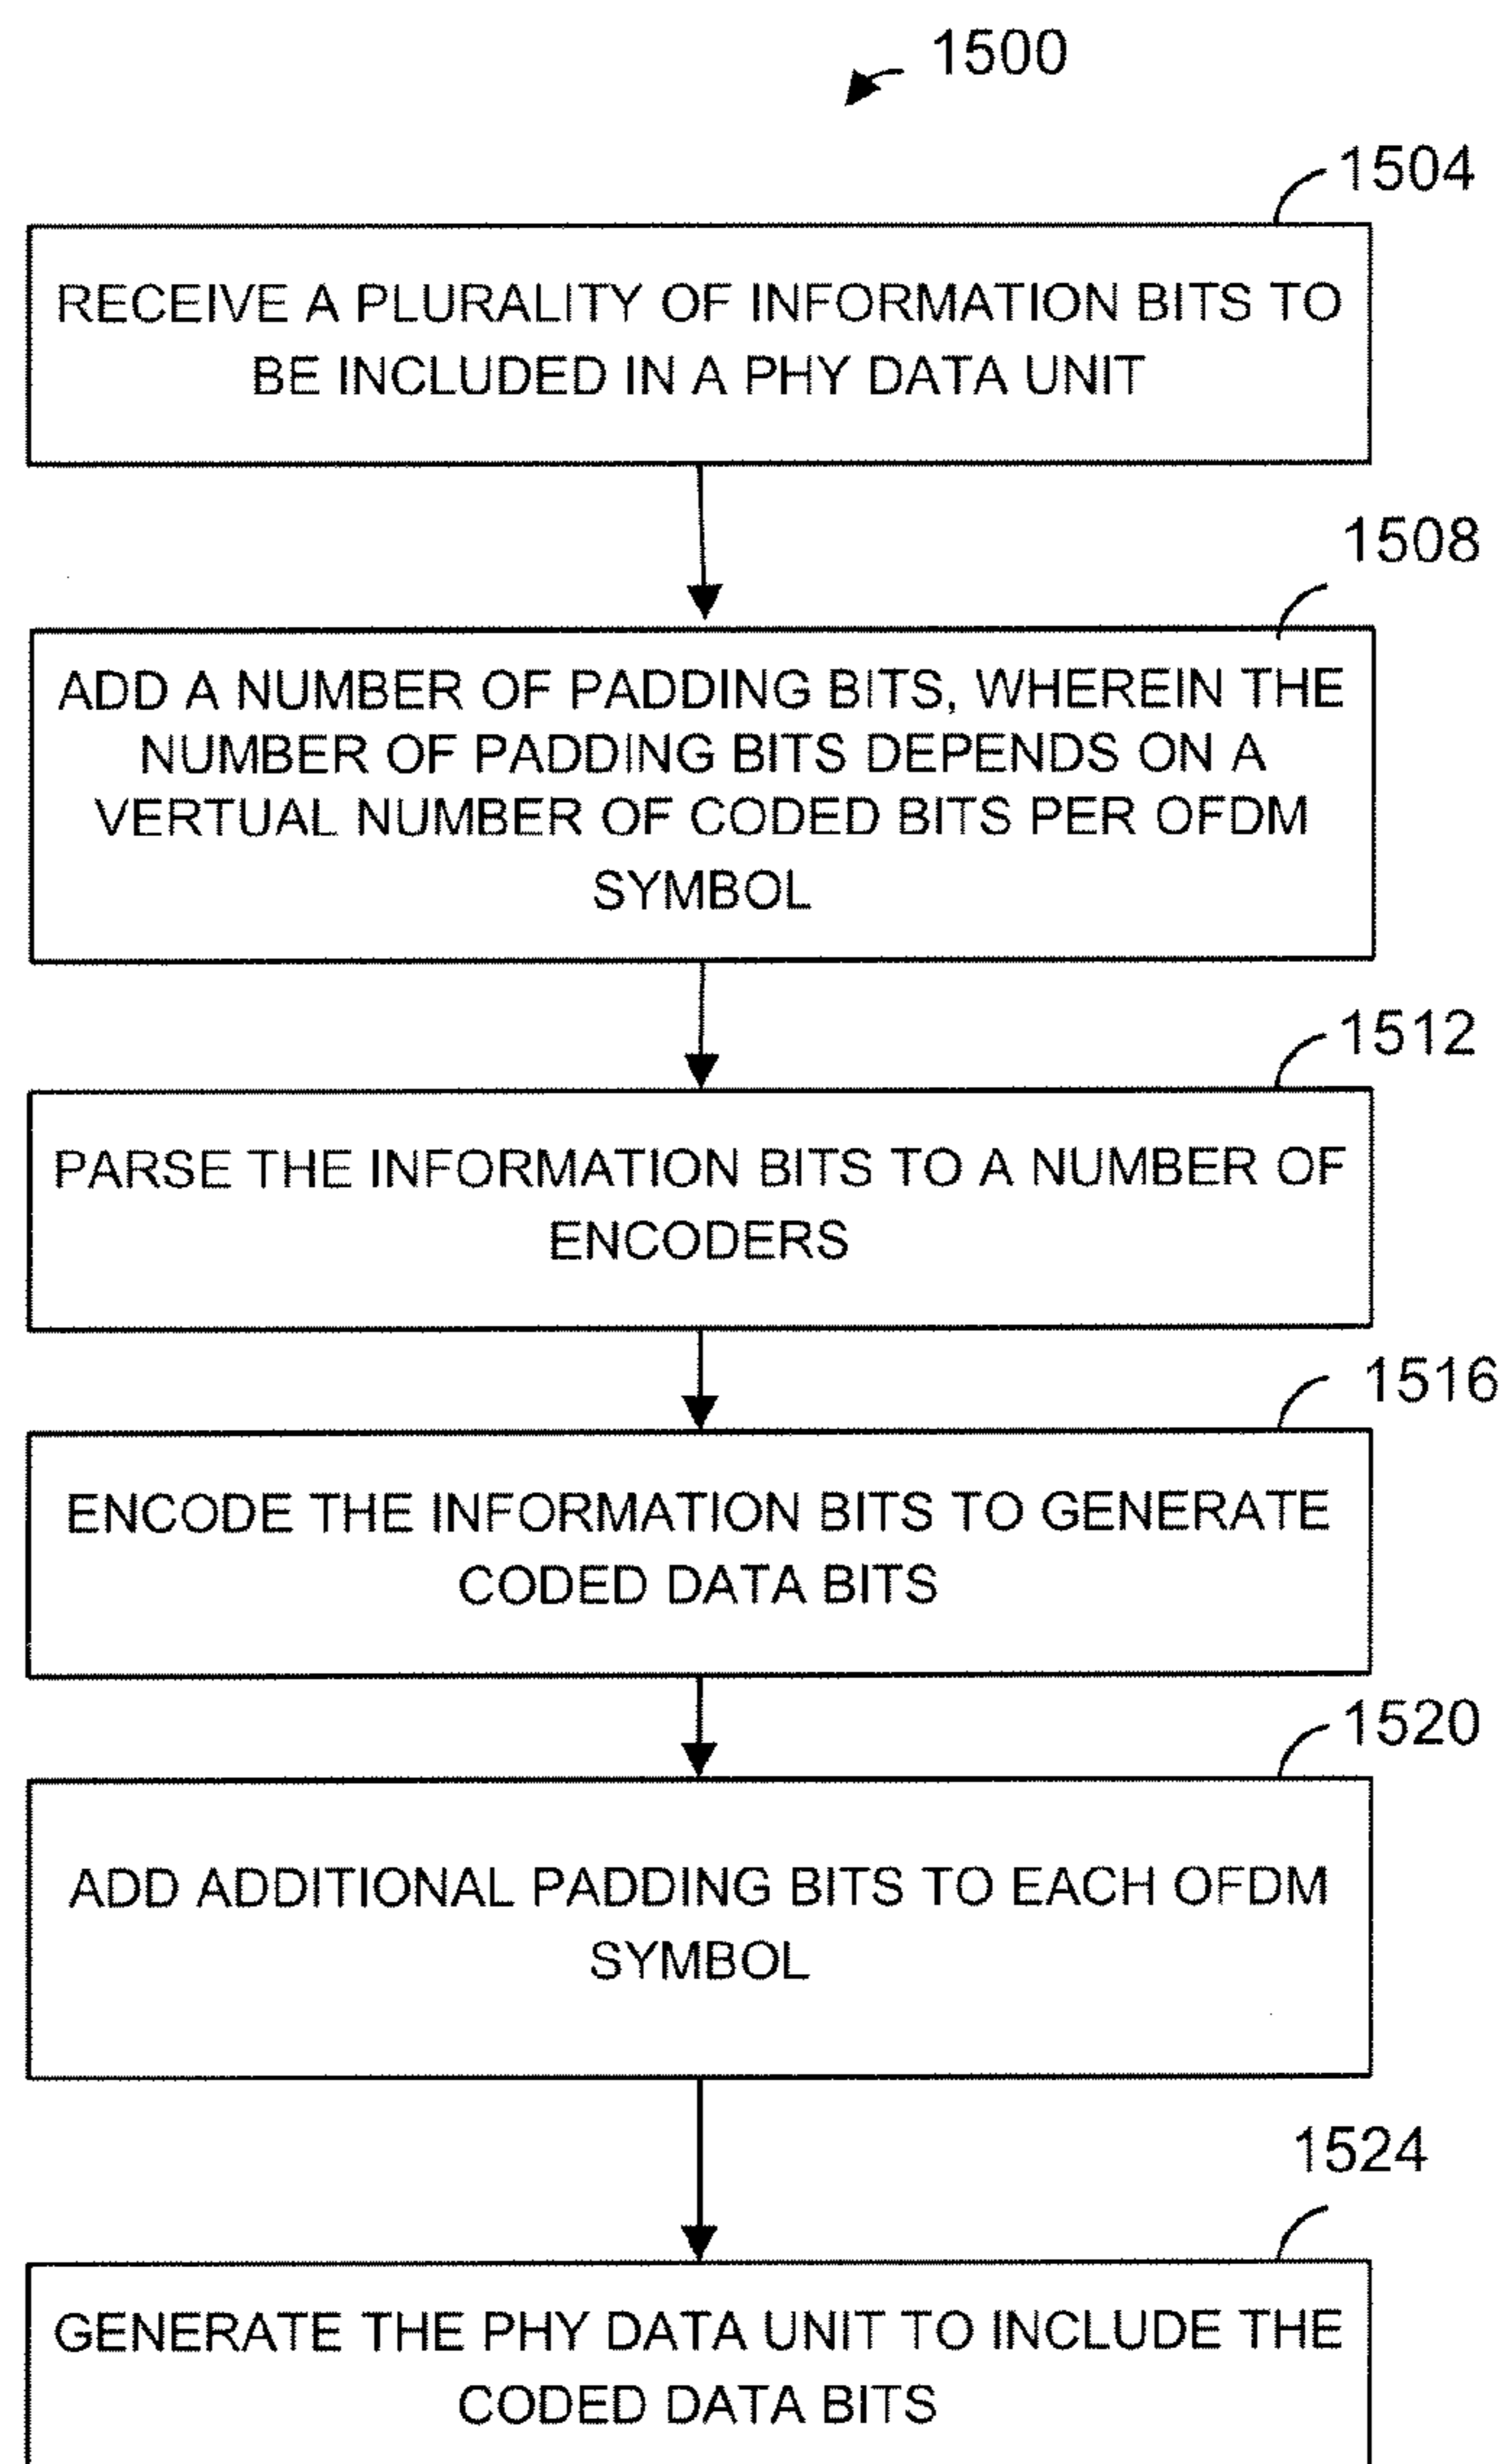 1500
1504
RECEIVE A PLURALITY OF INFORMATION BITS TO
BE INCLUDED IN A PHY DATA UNIT
1508
ADD A NUMBER OF PADDING BITS, WHEREIN THE
NUMBER OF PADDING BITS DEPENDS ON A
VERTUAL NUMBER OF CODED BITS PER OFDM
SYMBOL
1512
PARSE THE INFORMATION BITS TO A NUMBER OF
ENCODERS
1516
ENCODE THE INFORMATION BITS TO GENERATE
CODED DATA BITS
1520
ADD ADDITIONAL PADDING BITS TO EACH OFDM
SYMBOL
1524
GENERATE THE PHY DATA UNIT TO INCLUDE THE
CODED DATA BITS